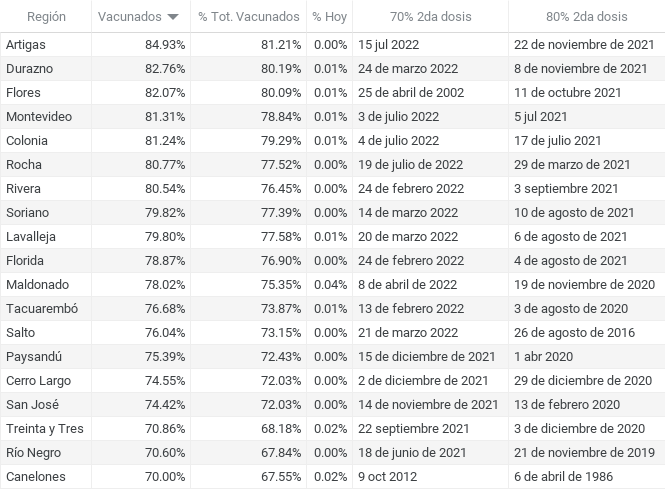 Región Vacunados % Tot. Vacunados % Hoy 70% 2da dosis 80% 2da dosis
Artigas 84.93% 81.21% 0.00% 15 jul 2022 22 de noviembre de 2021
Durazno 82.76% 80.19% 0.01% 24 de marzo 2022 8 de noviembre de 2021
Flores 82.07% 80.09% 0.01% 25 de abril de 2002 11 de octubre 2021
Montevideo 81.31% 78.84% 0.01% 3 de julio 2022 5 jul 2021
Colonia 81.24% 79.29% 0.01% 4 de julio 2022 17 de julio 2021
Rocha 80.77% 77.52% 0.00% 19 de julio de 2022 29 de marzo de 2021
Rivera 80.54% 76.45% 0.00% 24 de febrero 2022 3 septiembre 2021
Soriano 79.82% 77.39% 0.00% 14 de marzo 2022 10 de agosto de 2021
Lavalleja 79.80% 77.58% 0.01% 20 de marzo 2022 6 de agosto de 2021
Florida 78.87% 76.90% 0.00% 24 de febrero 2022 4 de agosto de 2021
Maldonado 78.02% 75.35% 0.04% 8 de abril de 2022 19 de noviembre de 2020
Tacuarembó 76.68% 73.87% 0.01% 13 de febrero 2022 3 de agosto de 2020
Salto 76.04% 73.15% 0.00% 21 de marzo 2022 26 de agosto de 2016
Paysandú 75.39% 72.43% 0.00% 15 de diciembre de 2021 1 abr 2020
Cerro Largo 74.55% 72.03% 0.00% 2 de diciembre de 2021 29 de diciembre de 2020
San José 74.42% 72.03% 0.00% 14 de noviembre de 2021 13 de febrero 2020
Treinta y Tres 70.86% 68.18% 0.02% 22 septiembre 2021 3 de diciembre de 2020
Río Negro 70.60% 67.84% 0.00% 18 de junio de 2021 21 de noviembre de 2019
Canelones 70.00% 67.55% 0.02% 9 oct 2012 6 de abril de 1986